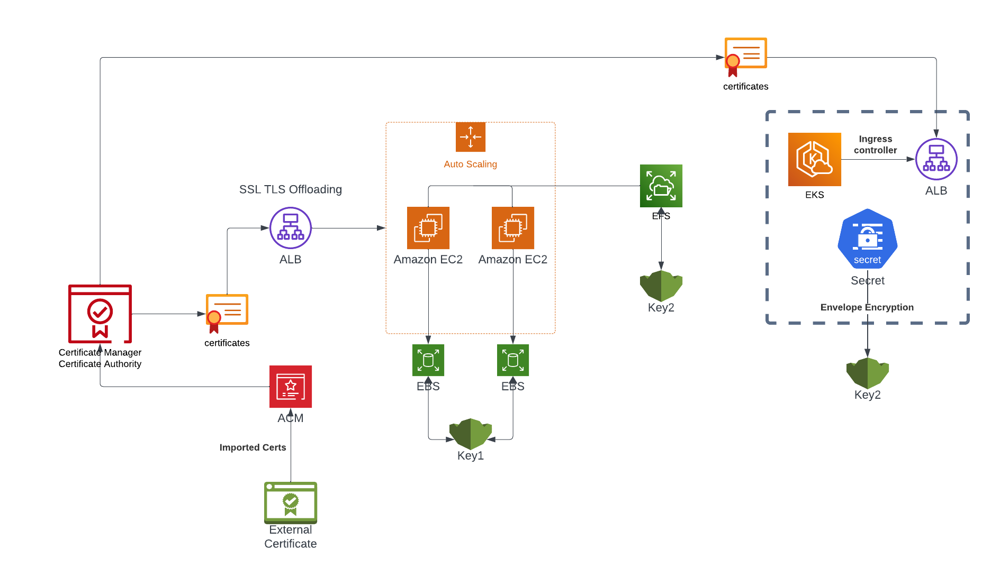 certificates
Ingress
controller
EKS
ALB
Auto Scaling
SSL TLS Offloading
ALB
Amazon EC2
Amazon EC2
EFS
Key2
secret
Secret
Envelope Encryption
Key2
certificates
Certificate Manager
Certificate Authority
EBS
EBS
Key1
ACM
Imported Certs
External
Certificate